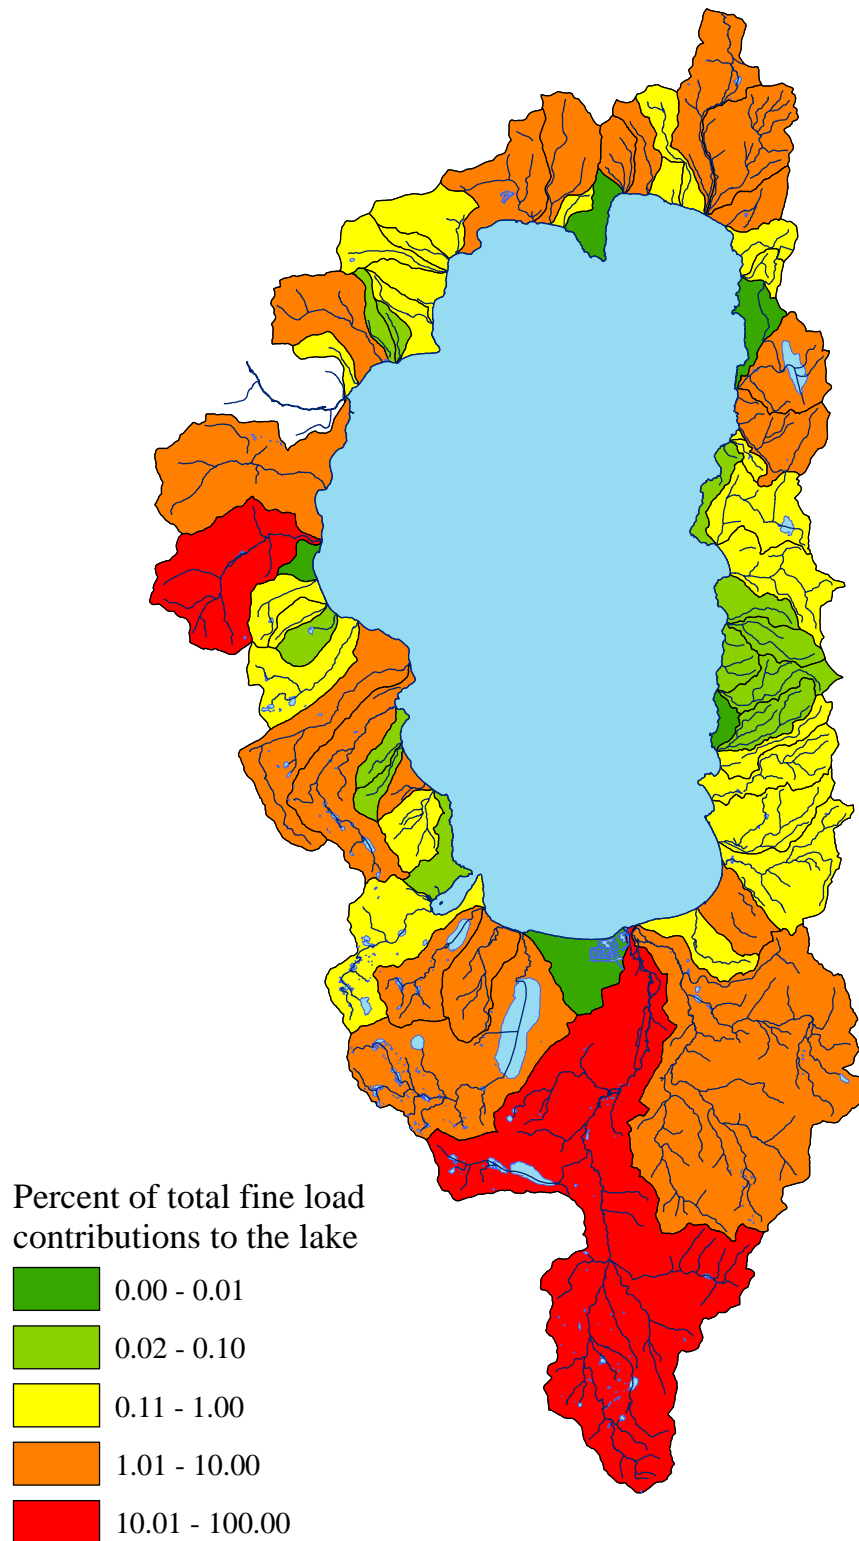 Percent of total fine load
contributions to the lake
0.00 - 0.01
0.02 - 0.10
0.11 - 1.00
1.01 - 10.00
10.01 - 100.00